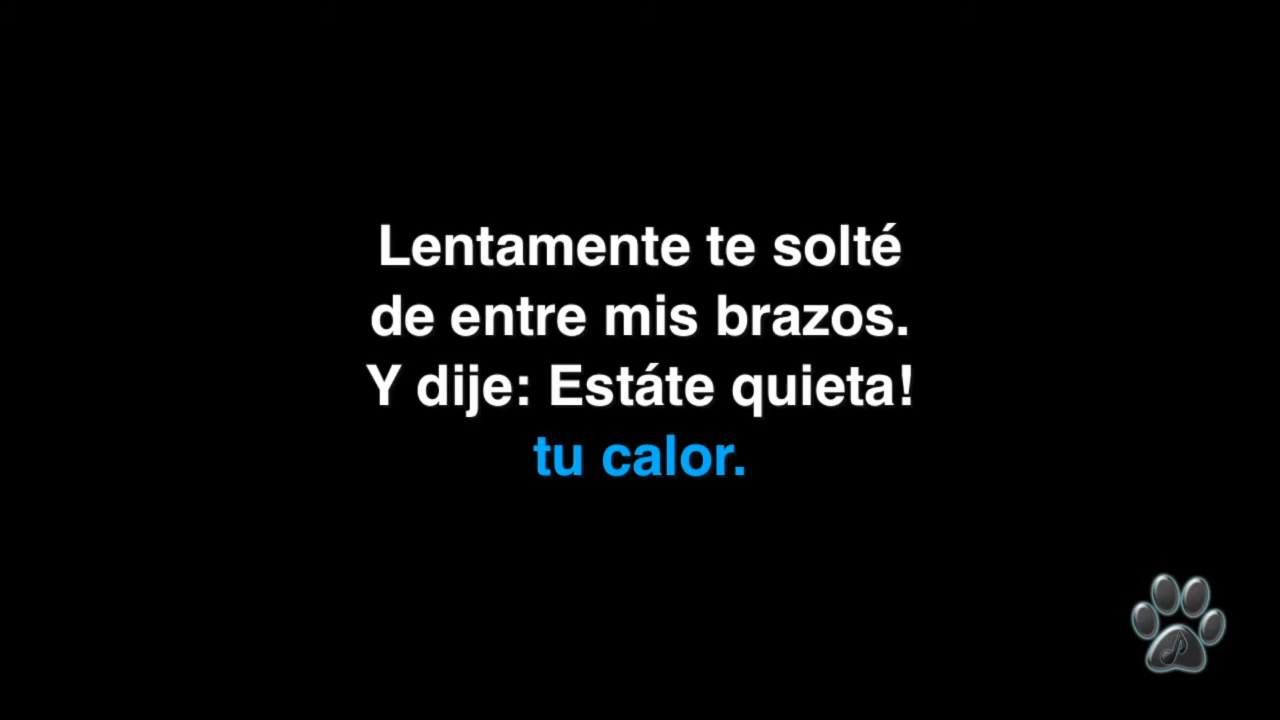 Lentamente te solté
de entre mis brazos.
Y dije: Estáte quieta!
tu calor.